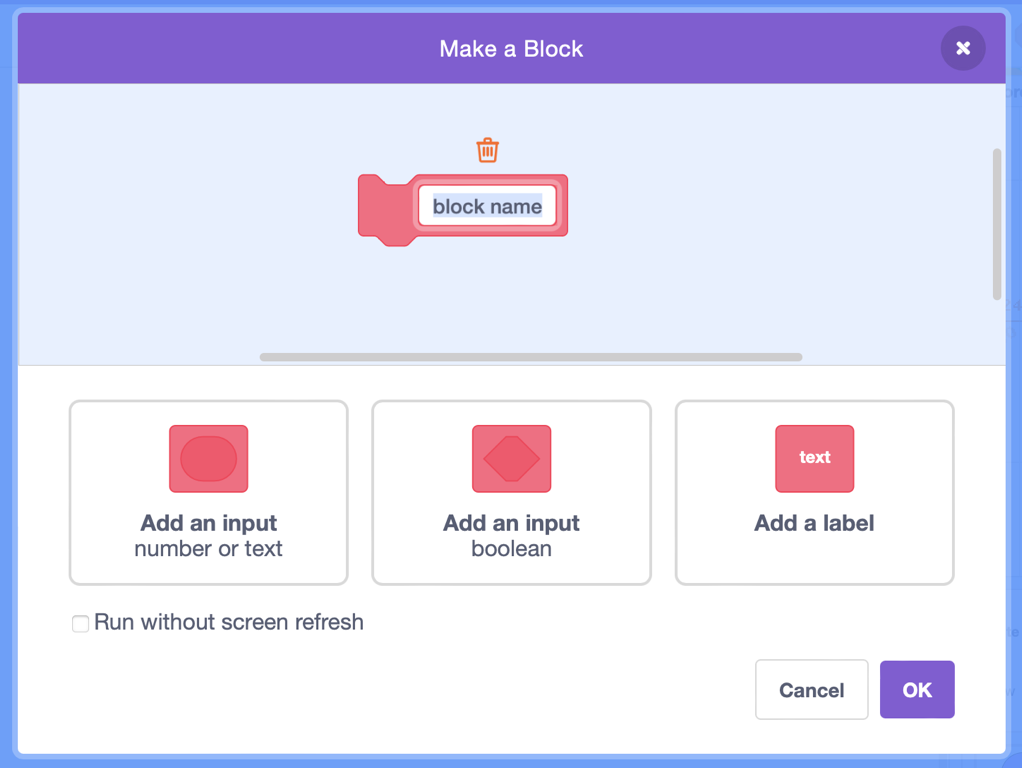 Make a Block
block name
text
Add an input
number or text
Add an input
boolean
Add a label
Run without screen refresh
Cancel
OK